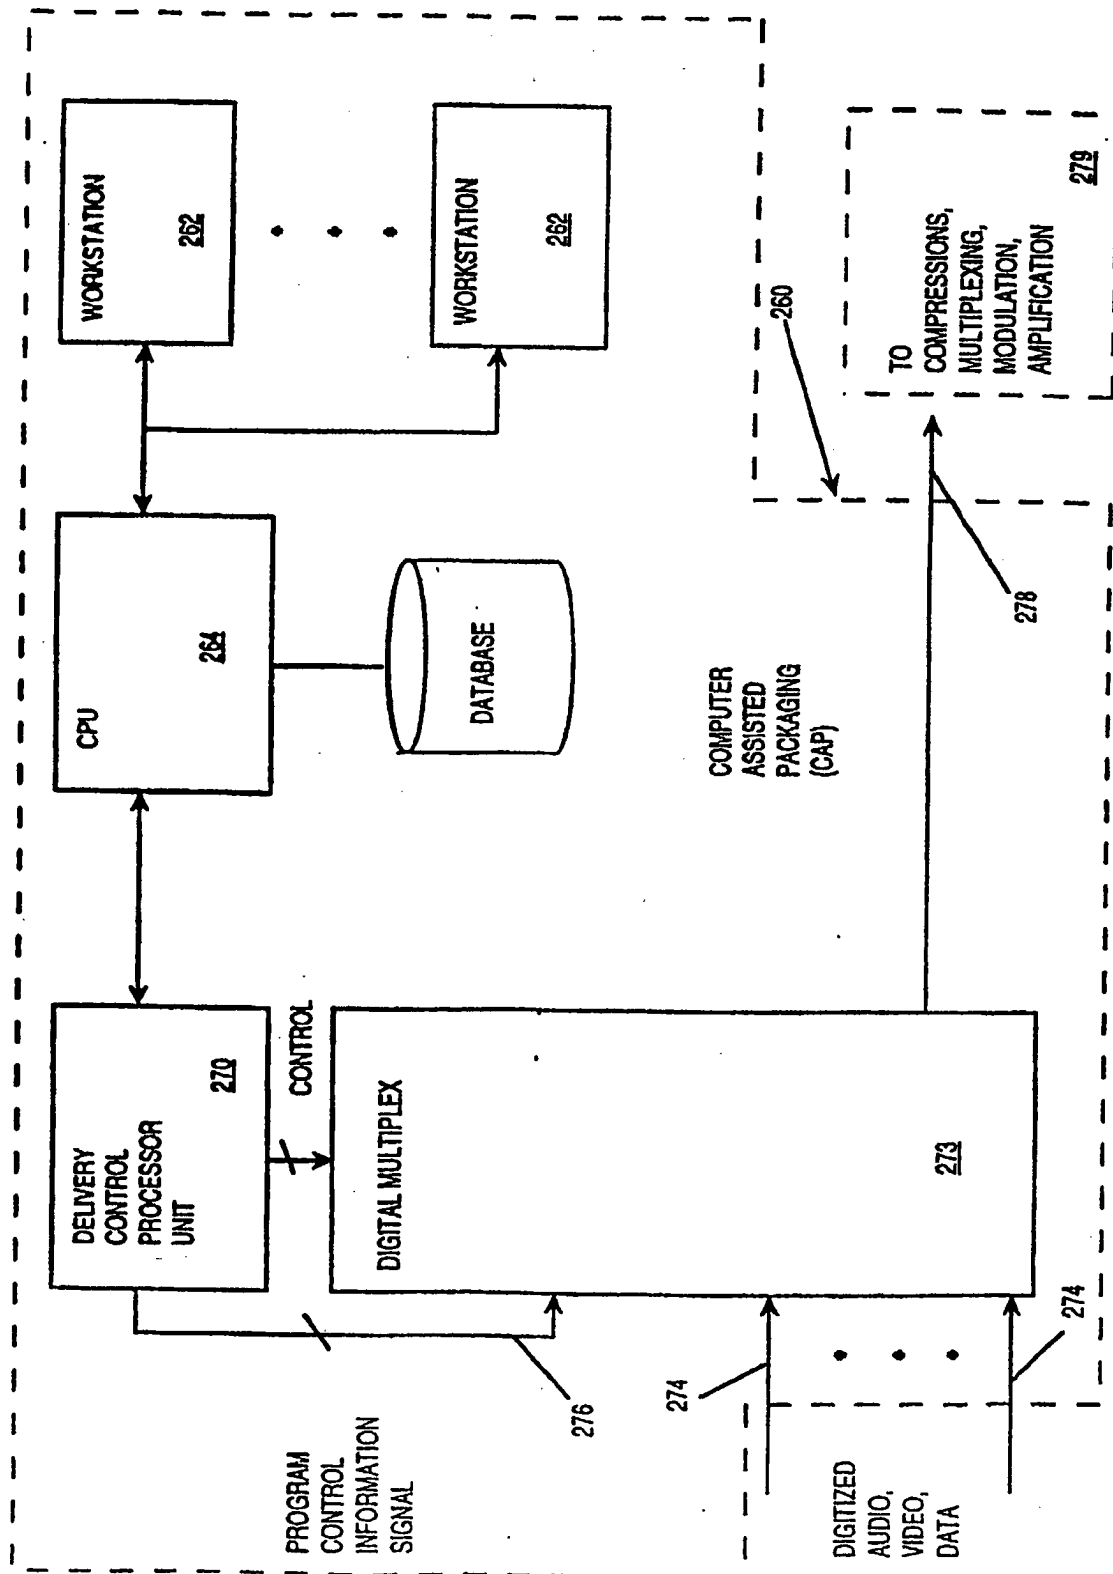 DELIVERY
CONTROL
PROCESSOR
UNIT
270
CPU
264
WORKSTATION
262
WORKSTATION
262
DATABASE
CONTROL
PROGRAM
CONTROL
INFORMATION
SIGNAL
276
DIGITAL MULTIPLEX
273
COMPUTER
ASSISTED
PACKAGING
(CAP)
260
274
274
DIGITIZED
AUDIO,
VIDEO,
DATA
278
TO
COMPRESSIONS,
MULTIPLEXING,
MODULATION,
AMPLIFICATION
279